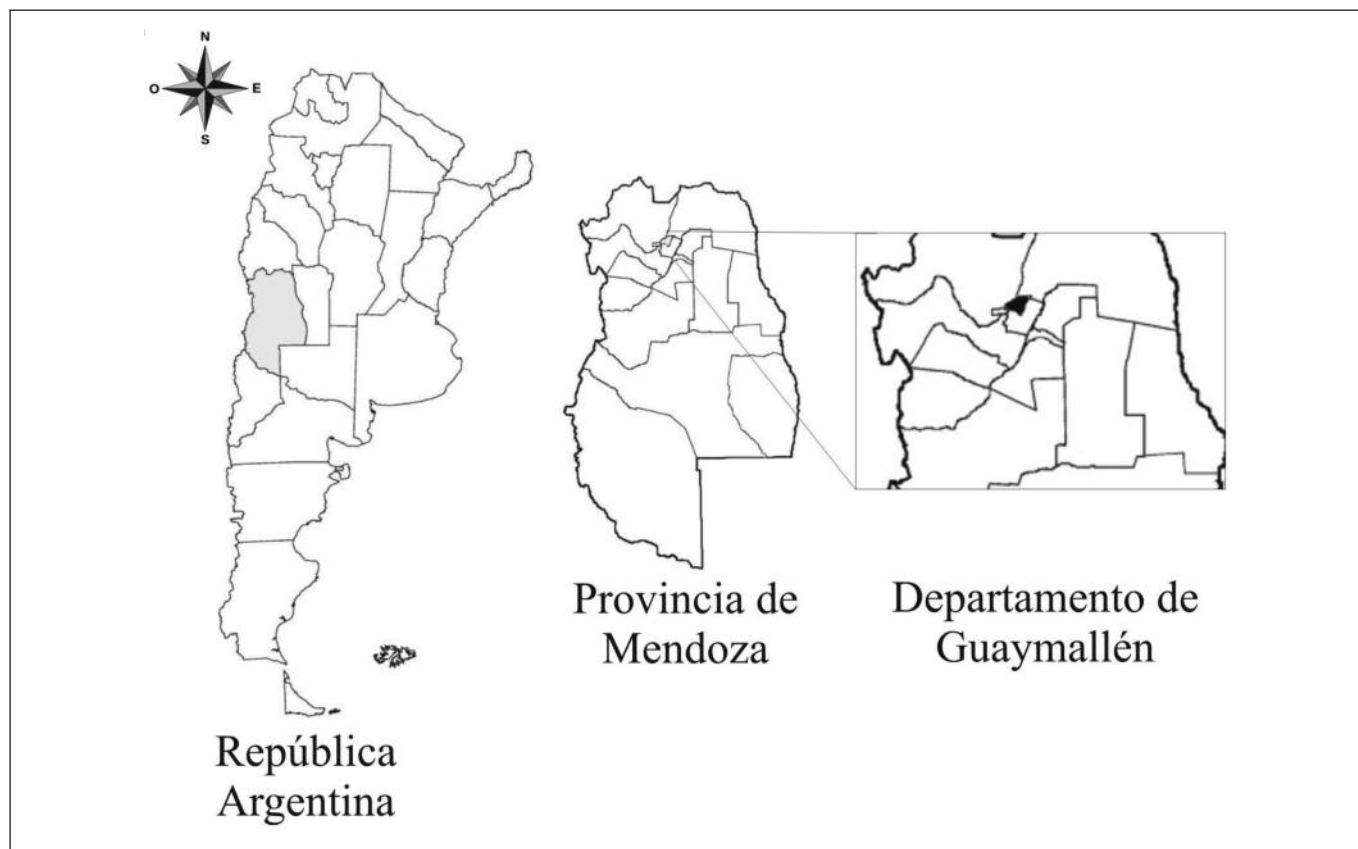 N
O
E
S
Provincia de
Mendoza
Departamento de
Guaymallén
República
Argentina